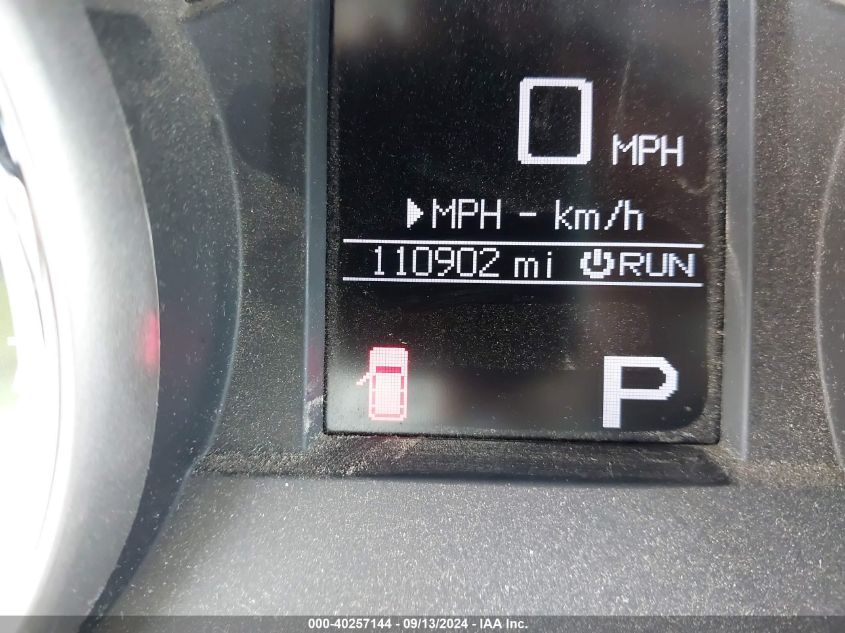 0 MPH
MPH - km/h
110902 mi RUN
P
000-40257144 - 09/13/2024 - IAA Inc.